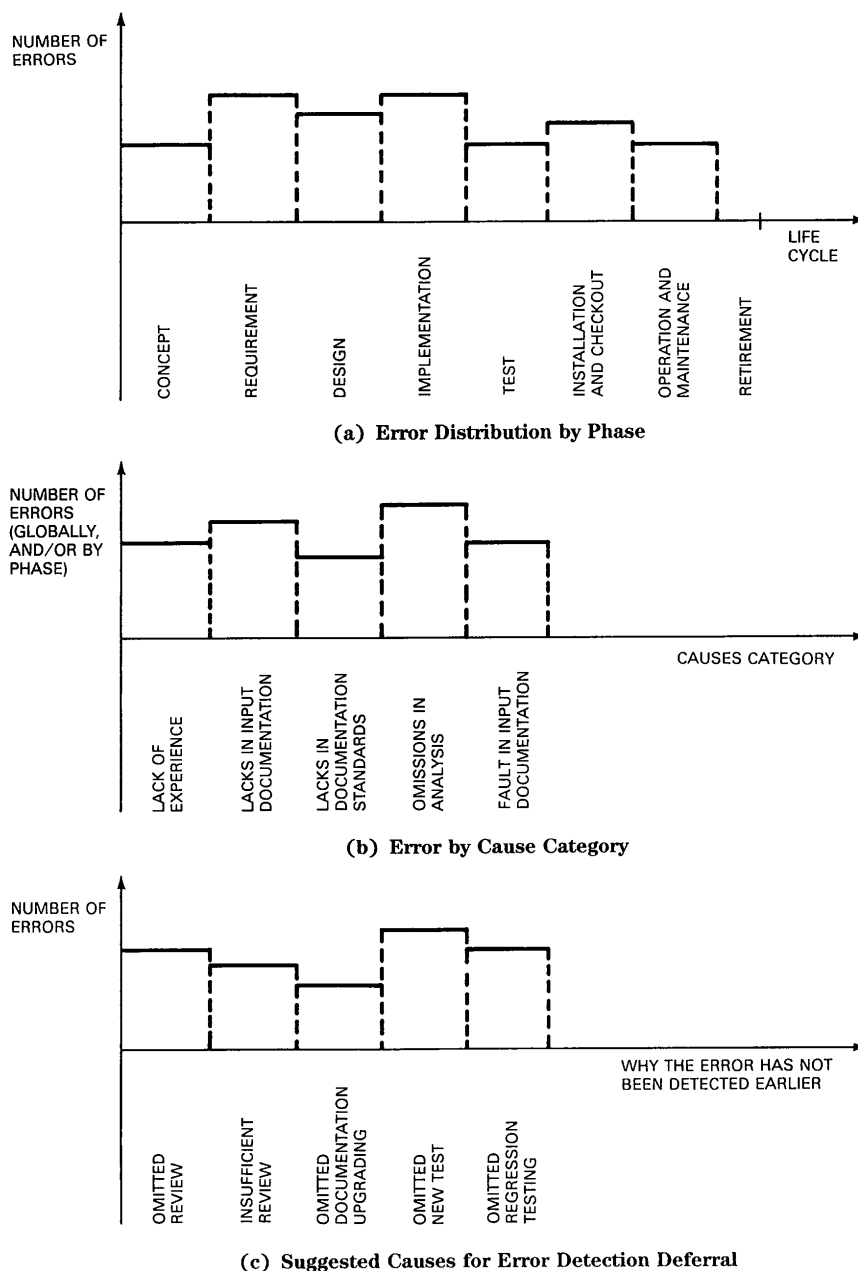 NUMBER OF
ERRORS
LIFE
CYCLE
CONCEPT
REQUIREMENT
DESIGN
IMPLEMENTATION
TEST
INSTALLATION
AND CHECKOUT
OPERATION AND
MAINTENANCE
RETIREMENT
(a) Error Distribution by Phase
NUMBER OF
ERRORS
(GLOBALLY,
AND/OR BY
PHASE)
CAUSES CATEGORY
LACK OF
EXPERIENCE
LACKS IN INPUT
DOCUMENTATION
LACKS IN
DOCUMENTATION
STANDARDS
OMISSIONS IN
ANALYSIS
FAULT IN INPUT
DOCUMENTATION
(b) Error by Cause Category
NUMBER OF
ERRORS
WHY THE ERROR HAS NOT
BEEN DETECTED EARLIER
OMITTED
REVIEW
INSUFFICIENT
REVIEW
OMITTED
DOCUMENTATION
UPGRADING
OMITTED
NEW TEST
OMITTED
REGRESSION
TESTING
(c) Suggested Causes for Error Detection Deferral